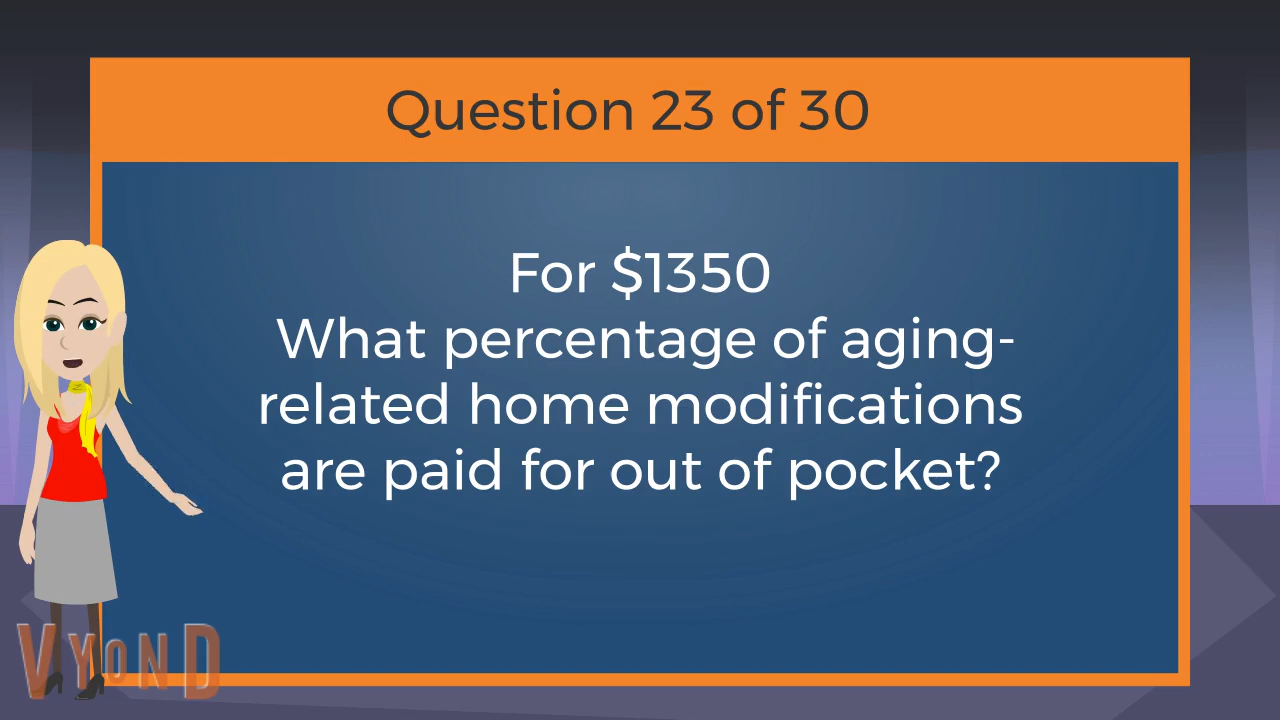 Question 23 of 30
For $1350
What percentage of aging-
related home modifications
are paid for out of pocket?
VYoND